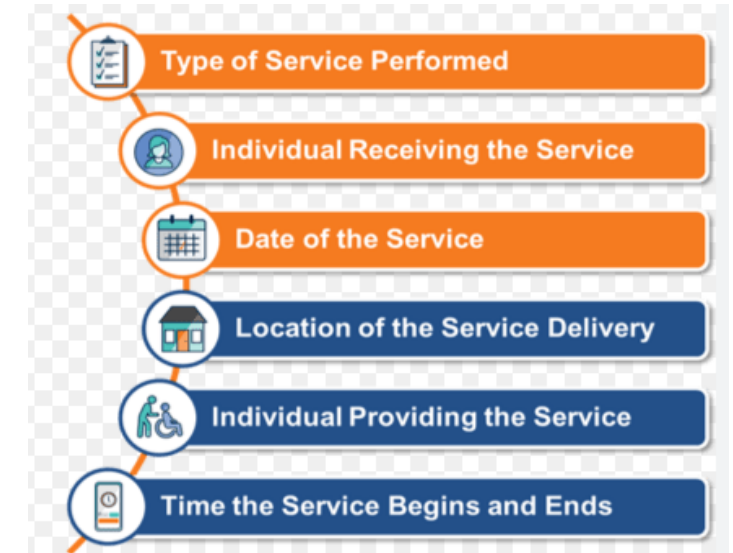 Type of Service Performed
Individual Receiving the Service
Date of the Service
Location of the Service Delivery
Individual Providing the Service
Time the Service Begins and Ends